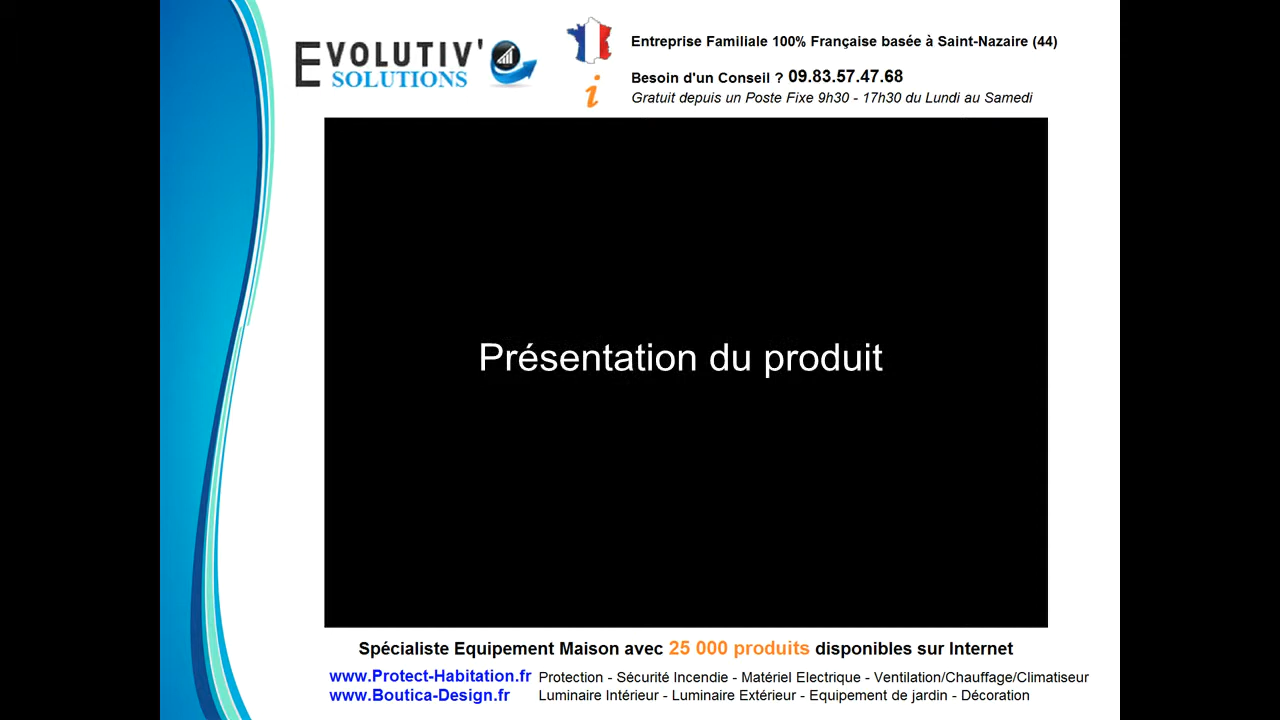 EVOLUTIV'
SOLUTIONS
Entreprise Familiale 100% Française basée à Saint-Nazaire (44)
Besoin d'un Conseil ? 09.83.57.47.68
i
Gratuit depuis un Poste Fixe 9h30 - 17h30 du Lundi au Samedi
Présentation du produit
Spécialiste Equipement Maison avec 25 000 produits disponibles sur Internet
www.Protect-Habitation.fr Protection - Sécurité Incendie - Matériel Electrique - Ventilation/Chauffage/Climatiseur
www.Boutica-Design.fr Luminaire Intérieur - Luminaire Extérieur - Equipement de jardin - Décoration